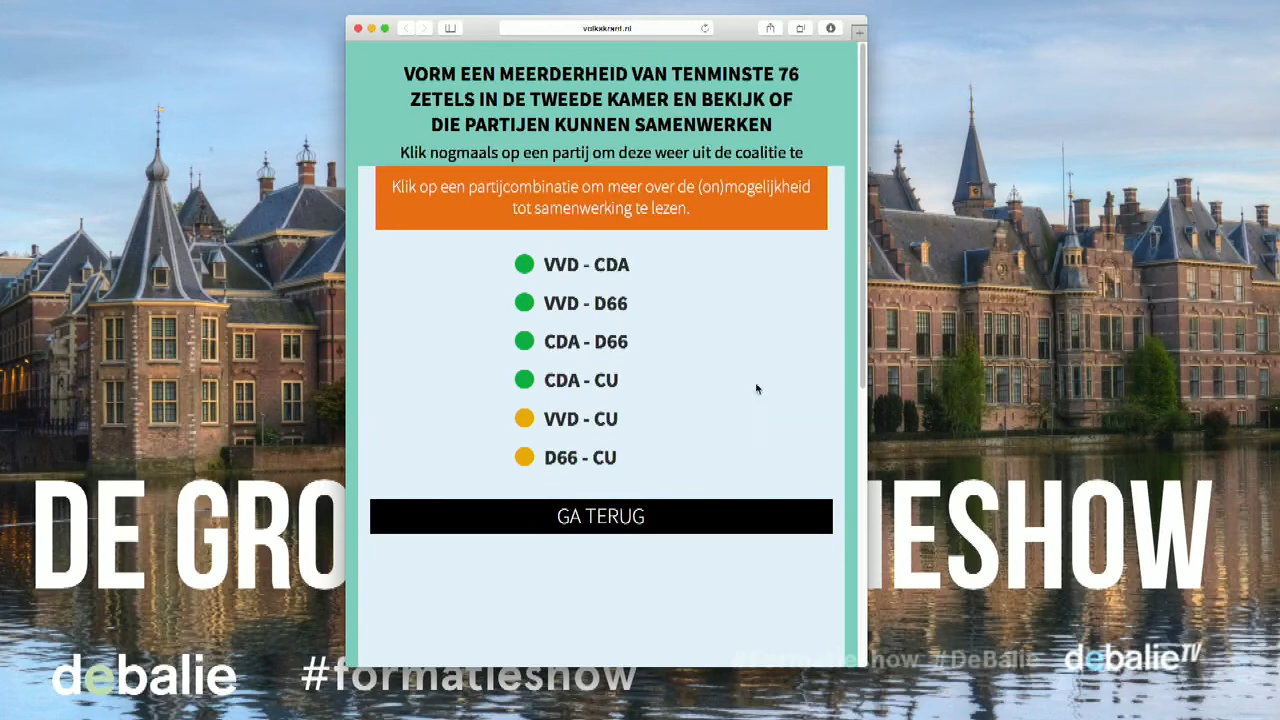 volkskrant.nl
VORM EEN MEERDERHEID VAN TENMINSTE 76
ZETELS IN DE TWEEDE KAMER EN BEKIJK OF
DIE PARTIJEN KUNNEN SAMENWERKEN
Klik nogmaals op een partij om deze weer uit de coalitie te
Klik op een partijcombinatie om meer over de (on)mogelijkheid
tot samenwerking te lezen.
VVD - CDA
VVD - D66
CDA - D66
CDA - CU
VVD - CU
D66 - CU
GA TERUG
DE GRO IESHOW
debalie
#formatieshow
#Formatieshow #DeBalie
debalieTV